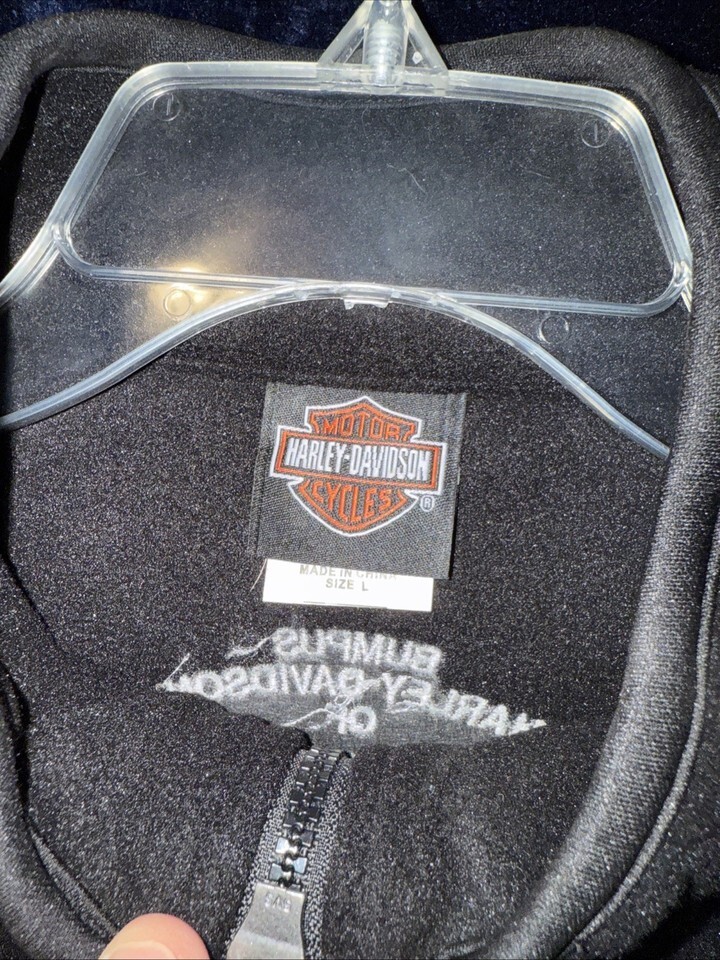 MOTOR
HARLEY-DAVIDSON
CYCLES
®
MADE IN CHINA
SIZE L
BUMPUS
HARLEY-DAVIDSON
OF